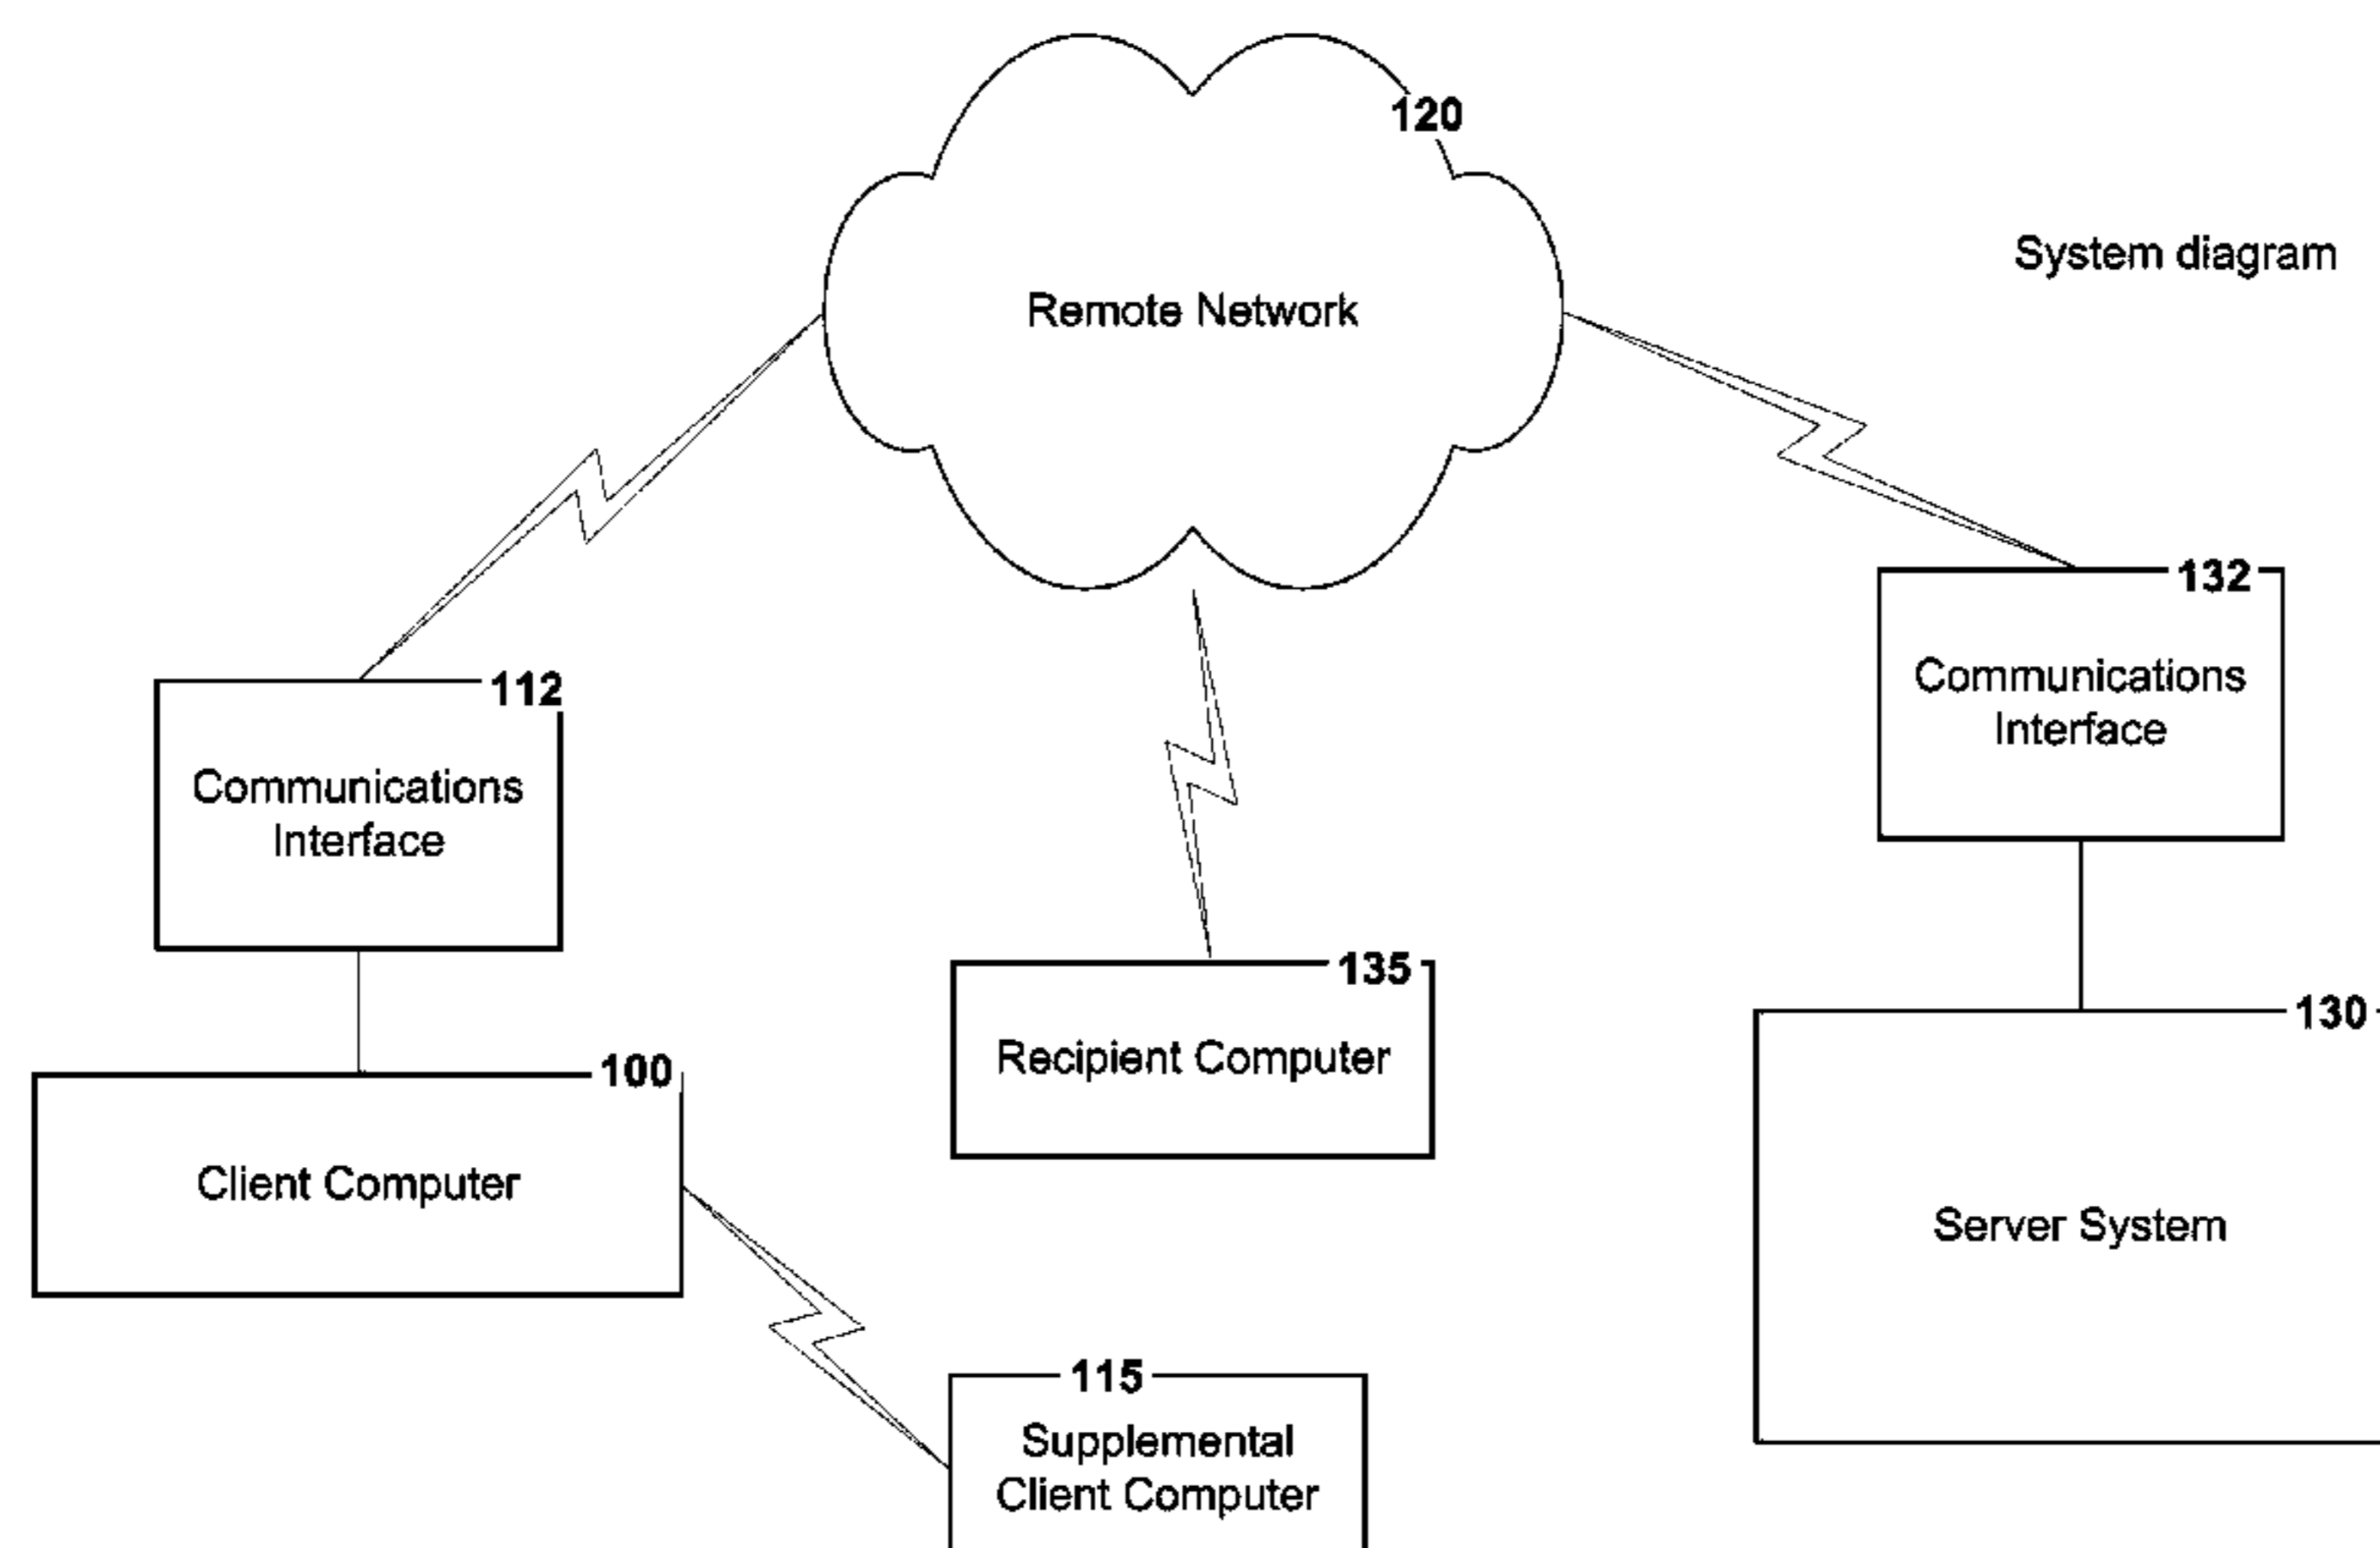 120
System diagram
Remote Network
132
Communications
Interface
112
Communications
Interface
135
Recipient Computer
130
Server System
100
Client Computer
115
Supplemental
Client Computer